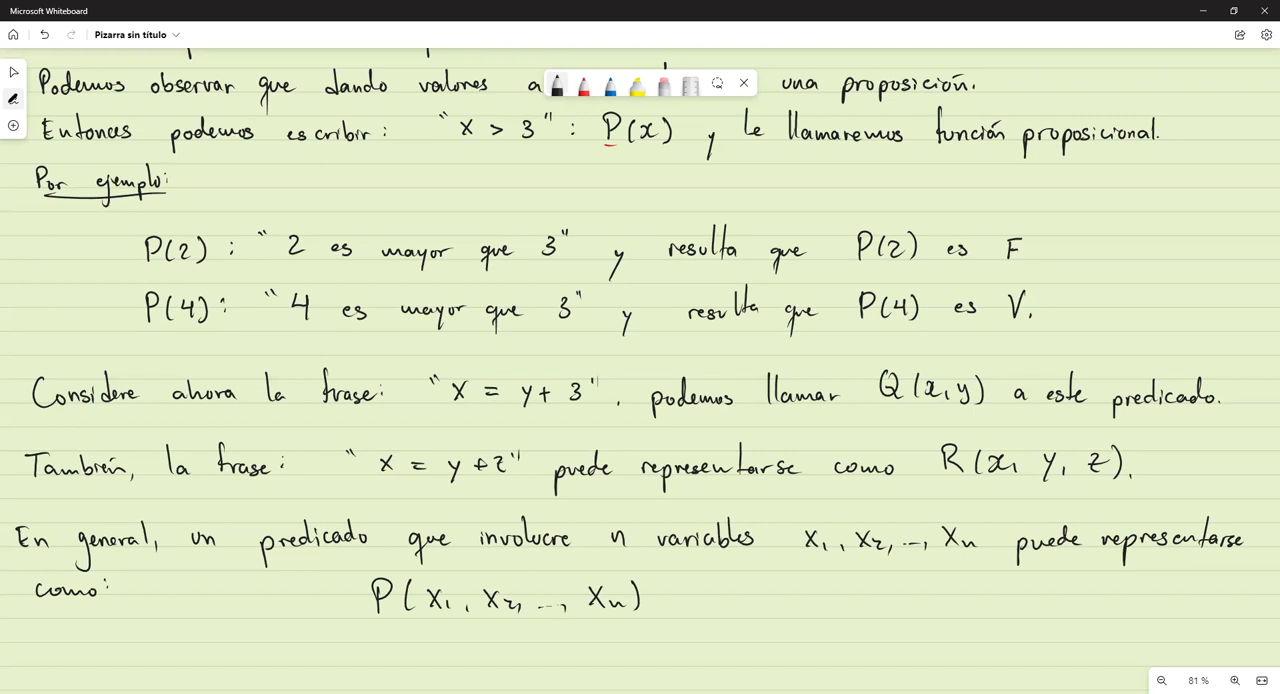 Microsoft Whiteboard
Pizarra sin título
Podemos observar que dando valores a una proposición.
Entonces podemos escribir: "x > 3": P(x) y le llamaremos función proposicional.
Por ejemplo:
P(2): "2 es mayor que 3" y resulta que P(2) es F
P(4): "4 es mayor que 3" y resulta que P(4) es V.
Considere ahora la frase: "x = y + 3", podemos llamar Q(x,y) a este predicado.
También, la frase: "x = y + z" puede representarse como R(x, y, z).
En general, un predicado que involucre n variables x₁, x₂, ..., xₙ puede representarse
como: P(x₁, x₂, ..., xₙ)
81 %